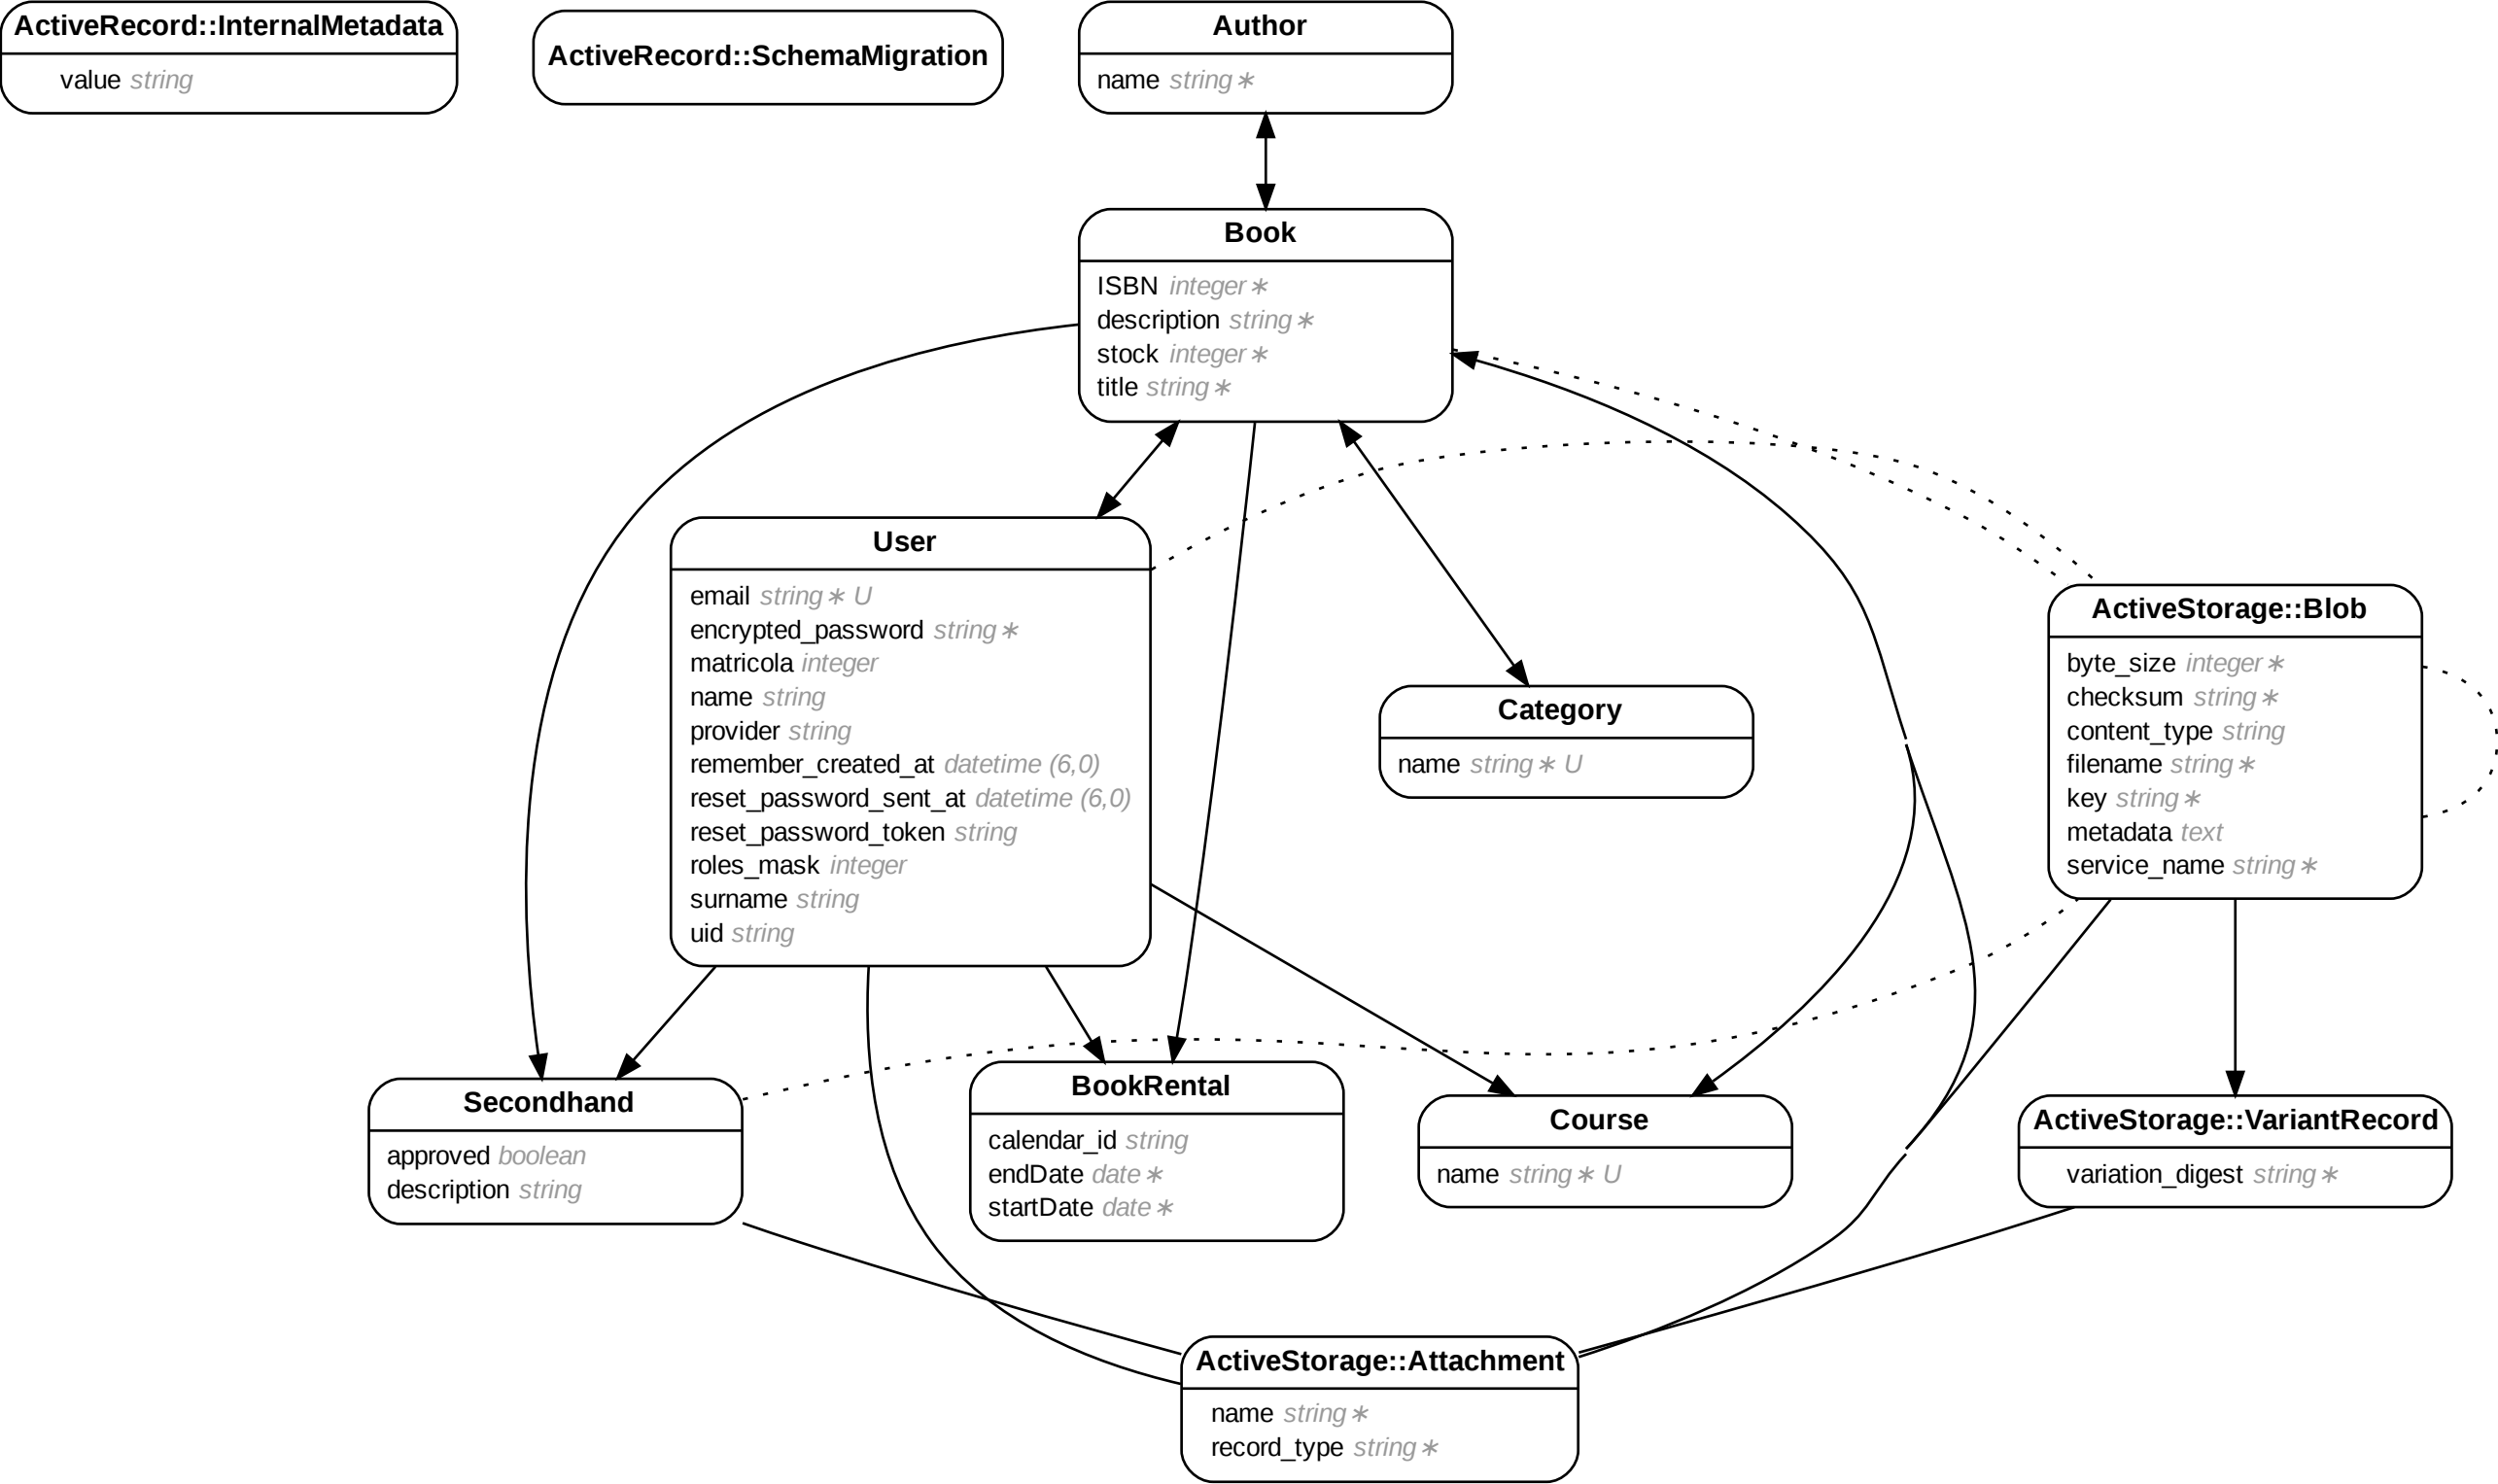 ActiveRecord::InternalMetadata
value string
ActiveRecord::SchemaMigration
Author
name string∗
Book
ISBN integer∗
description string∗
stock integer∗
title string∗
User
email string∗ U
encrypted_password string∗
matricola integer
name string
provider string
remember_created_at datetime (6,0)
reset_password_sent_at datetime (6,0)
reset_password_token string
roles_mask integer
surname string
uid string
Category
name string∗ U
ActiveStorage::Blob
byte_size integer∗
checksum string∗
content_type string
filename string∗
key string∗
metadata text
service_name string∗
Secondhand
approved boolean
description string
BookRental
calendar_id string
endDate date∗
startDate date∗
Course
name string∗ U
ActiveStorage::VariantRecord
variation_digest string∗
ActiveStorage::Attachment
name string∗
record_type string∗